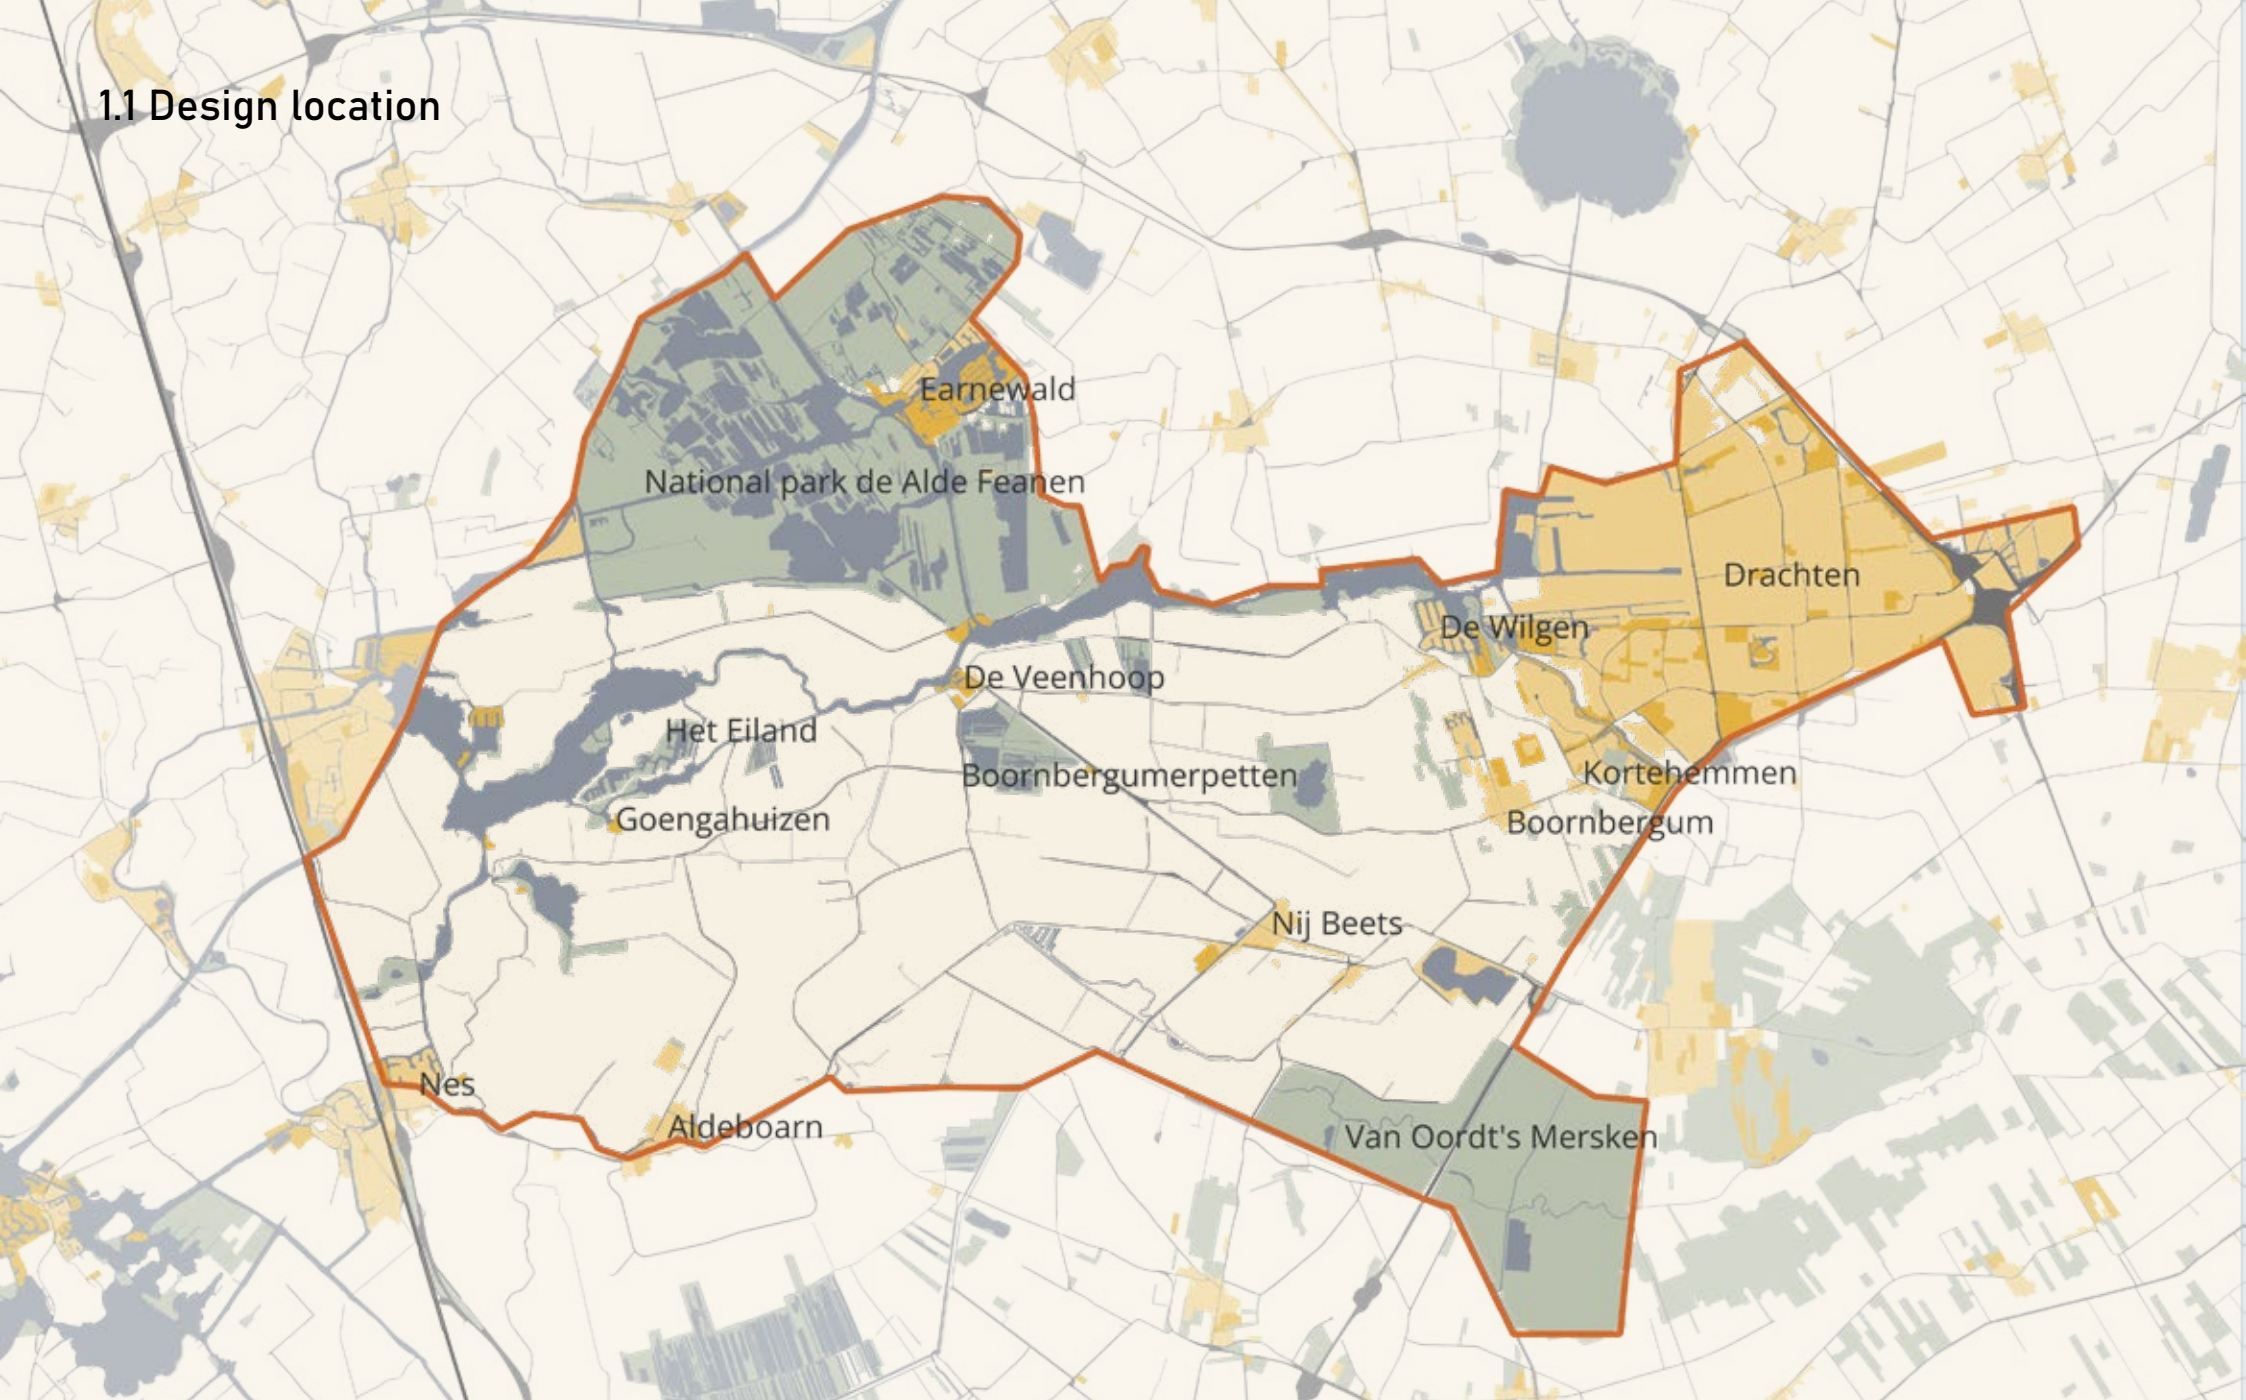 1.1 Design location
Earnewald
National park de Alde Feanen
Drachten
De Wilgen
De Veenhoop
Het Eiland
Boornbergumerpetten
Kortehemmen
Goengahuizen
Boornbergum
Nij Beets
Nes
Aldeboarn
Van Oordt's Mersken